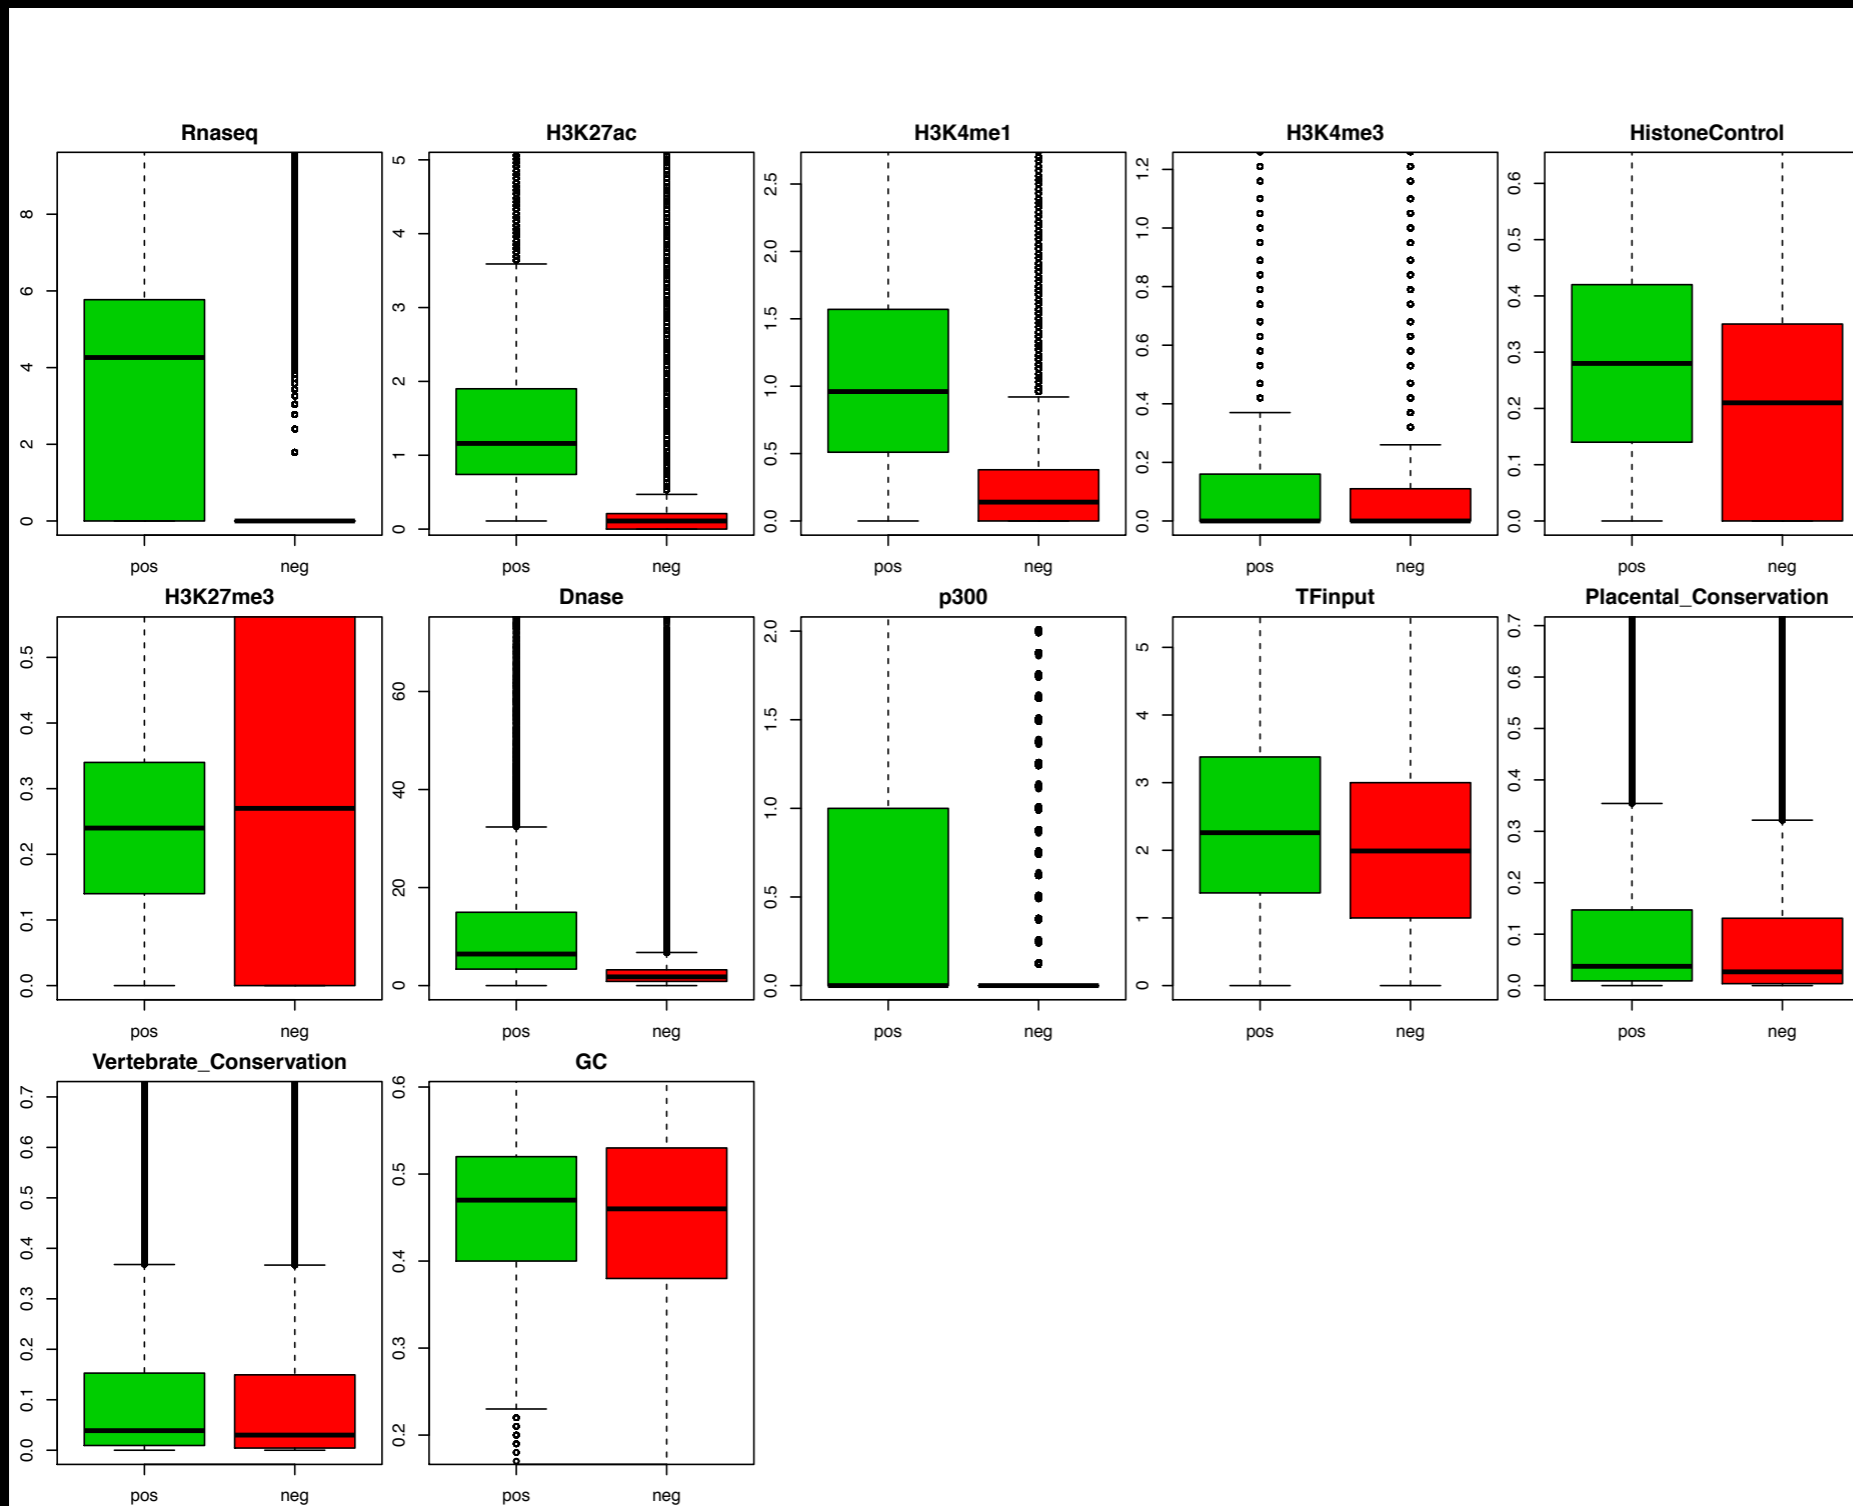 Rnaseq
0 2 4 6 8
pos neg
H3K27ac
0 1 2 3 4 5
pos neg
H3K4me1
0.0 0.5 1.0 1.5 2.0 2.5
pos neg
H3K4me3
0.0 0.2 0.4 0.6 0.8 1.0 1.2
pos neg
HistoneControl
0.0 0.1 0.2 0.3 0.4 0.5 0.6
pos neg
H3K27me3
0.0 0.1 0.2 0.3 0.4 0.5
pos neg
Dnase
0 20 40 60
pos neg
p300
0.0 0.5 1.0 1.5 2.0
pos neg
TFinput
0 1 2 3 4 5
pos neg
Placental_Conservation
0.0 0.1 0.2 0.3 0.4 0.5 0.6 0.7
pos neg
Vertebrate_Conservation
0.0 0.1 0.2 0.3 0.4 0.5 0.6 0.7
pos neg
GC
0.2 0.3 0.4 0.5 0.6
pos neg